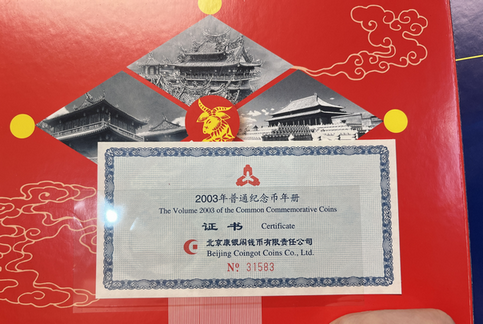 2003年普通纪念币年册
The Volume 2003 of the Common Commemorative Coins
证书 Certificate
北京康银阁钱币有限责任公司
Beijing Coingot Coins Co., Ltd.
Nº 31583